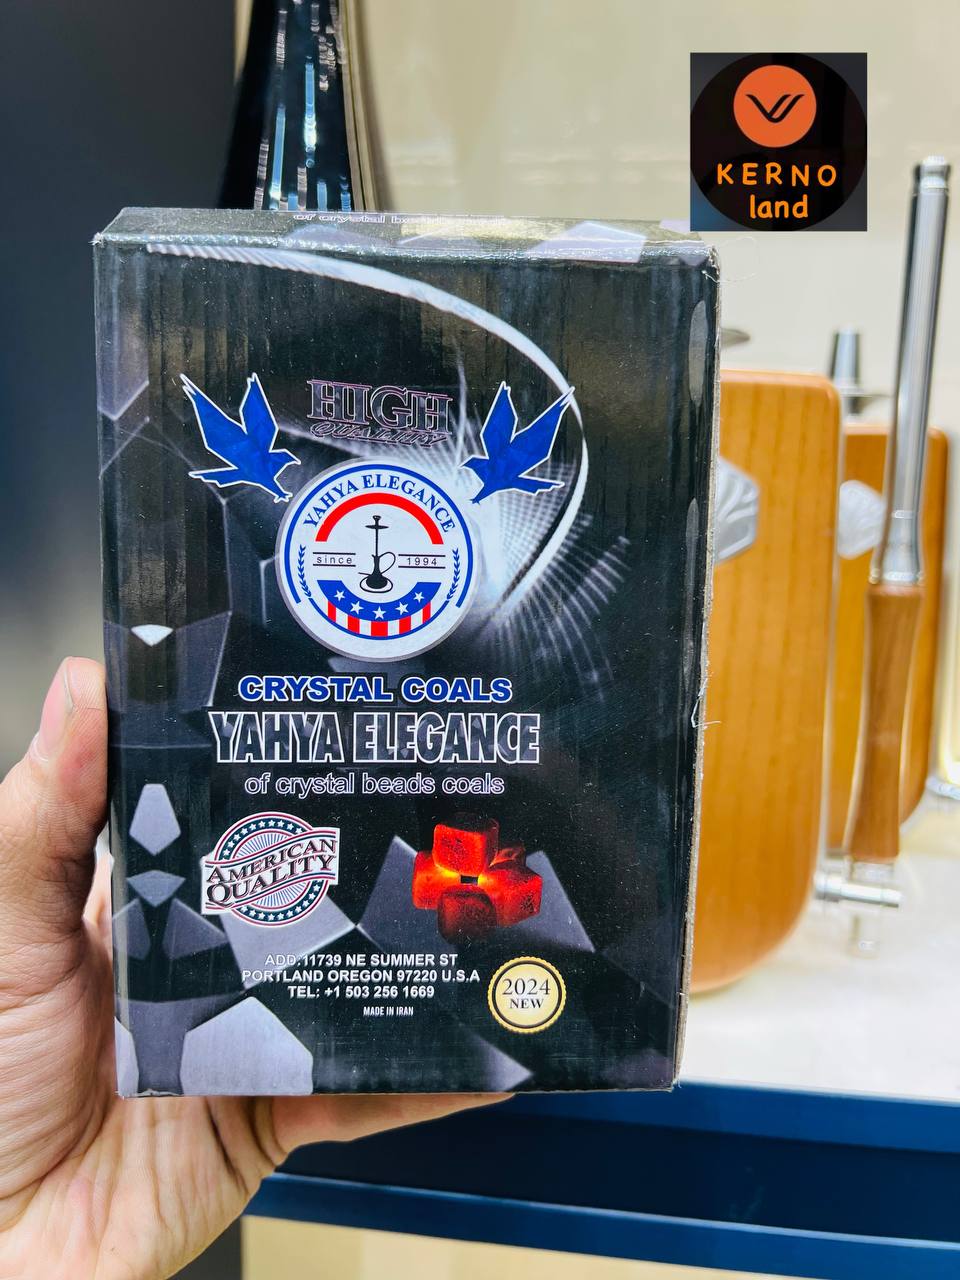 KERNO
land
of crystal
HIGH
QUALITY
YAHYA ELEGANCE
since 1994
CRYSTAL COALS
YAHYA ELEGANCE
of crystal beads coals
AMERICAN
QUALITY
ADD:11739 NE SUMMER ST
PORTLAND OREGON 97220 U.S.A
TEL: +1 503 256 1669
MADE IN IRAN
2024
NEW